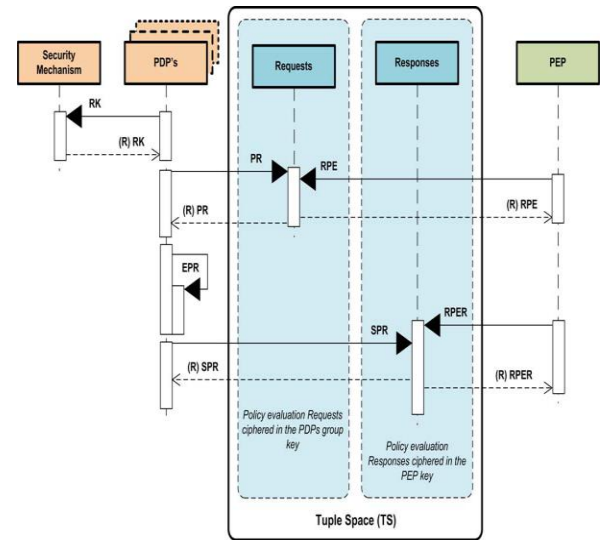 Security
Mechanism
PDP's
Requests
Responses
PEP
RK
(R) RK
PR
RPE
(R) PR
(R) RPE
EPR
RPER
SPR
(R) SPR
(R) RPER
Policy evaluation Requests
ciphered in the PDPs group
key
Policy evaluation
Responses ciphered in the
PEP key
Tuple Space (TS)